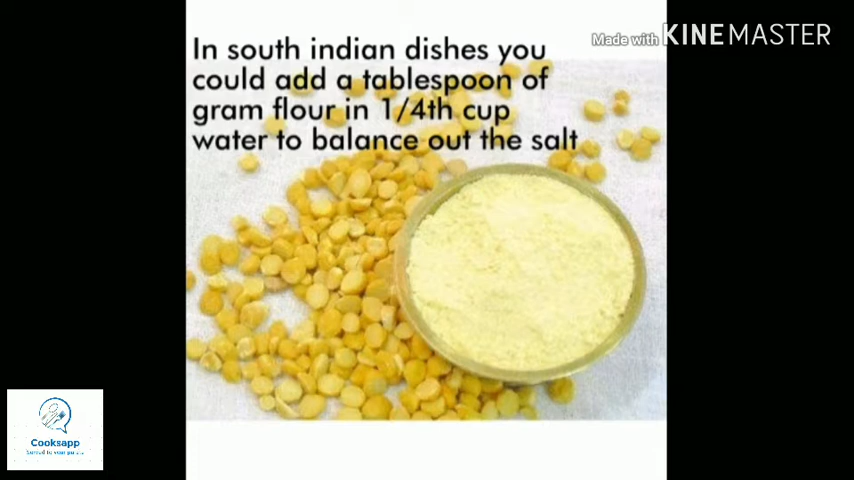 In south indian dishes you
could add a tablespoon of
gram flour in 1/4th cup
water to balance out the salt
Made with KINEMASTER
Cooksapp